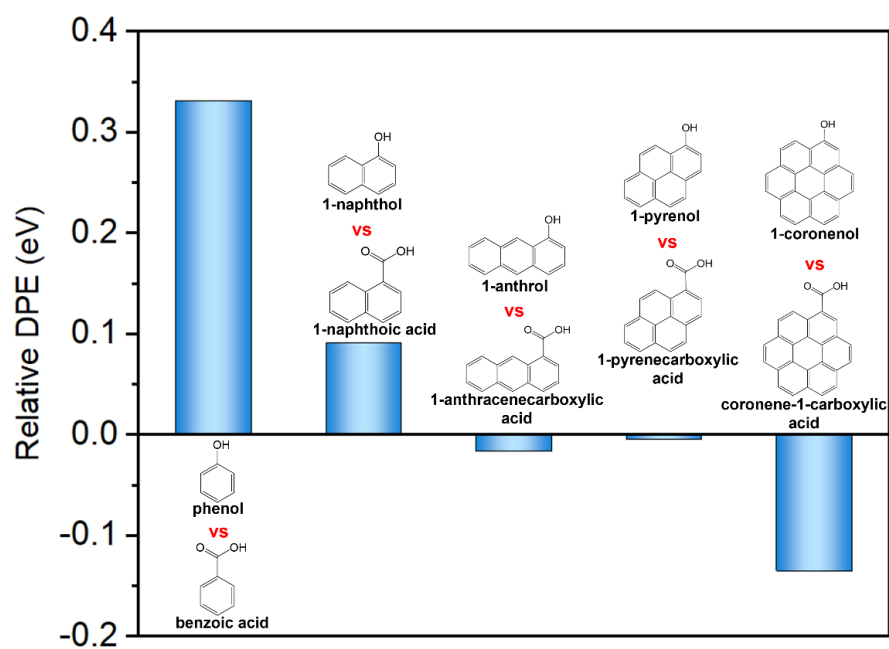 0.4
0.3
0.2
0.1
0.0
-0.1
-0.2
Relative DPE (eV)
OH
phenol
vs
O
OH
benzoic acid
OH
1-naphthol
vs
O
OH
1-naphthoic acid
OH
1-anthrol
vs
O
OH
1-anthracenecarboxylic
acid
OH
1-pyrenol
vs
O
OH
1-pyrenecarboxylic
acid
OH
1-coronenol
vs
O
OH
coronene-1-carboxylic
acid